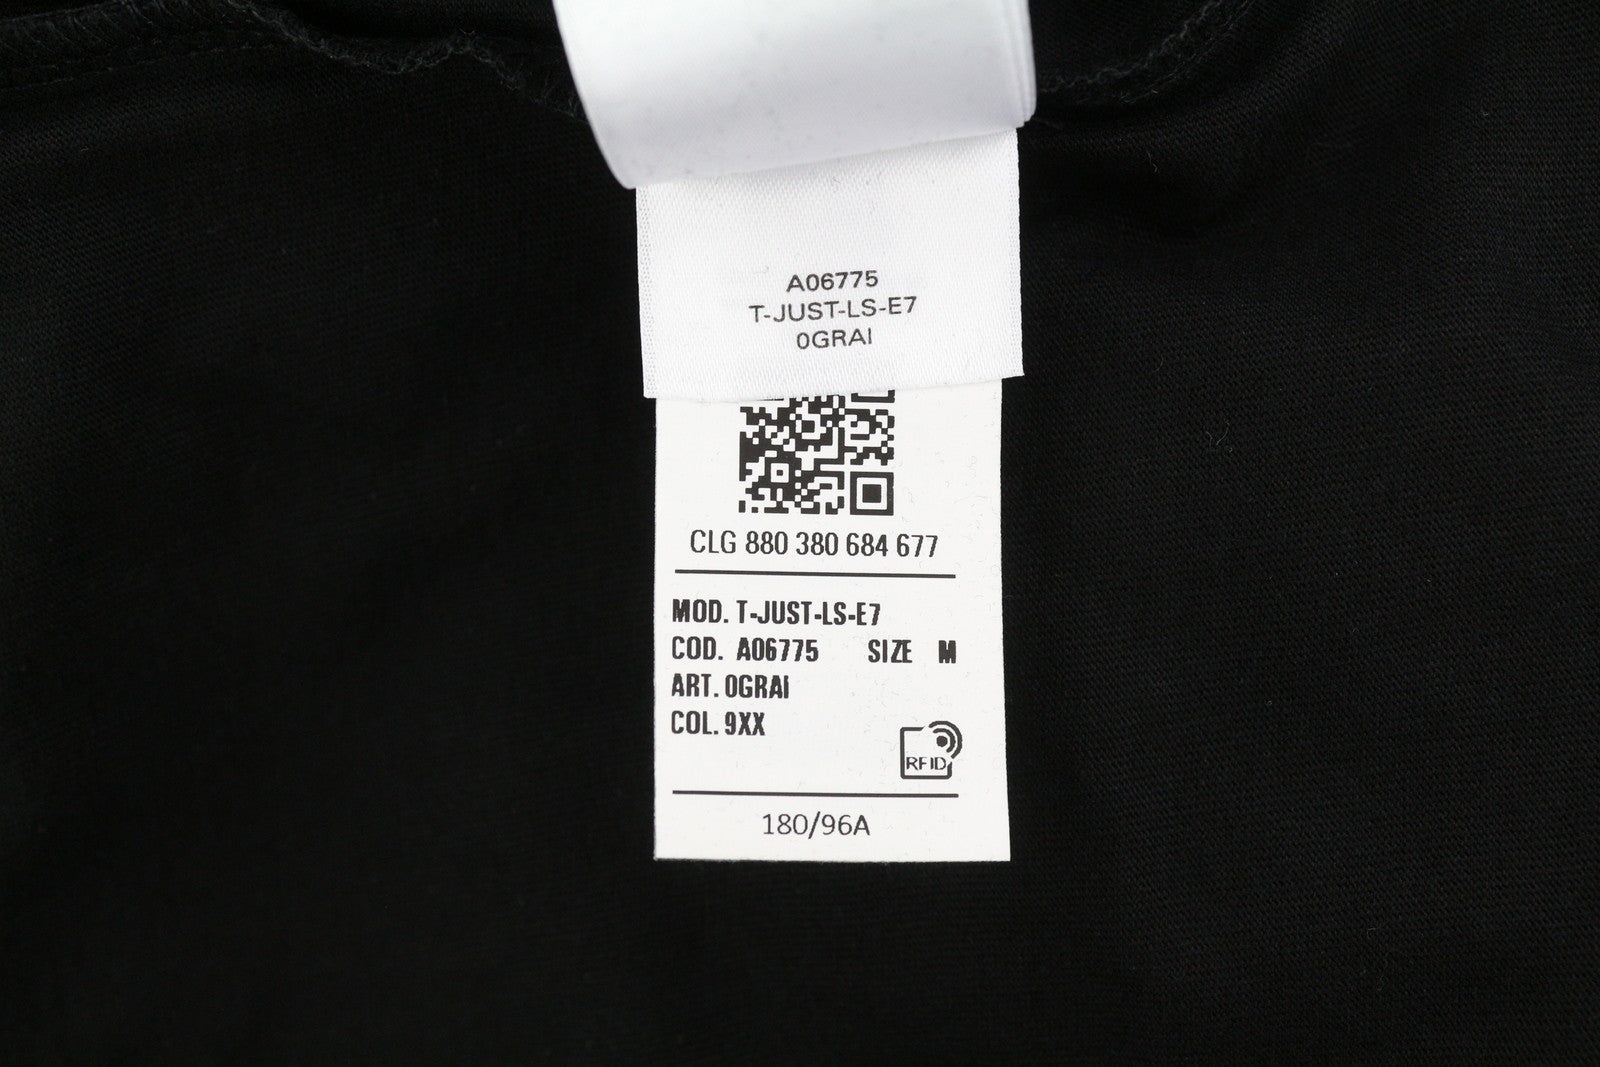 A06775
T-JUST-LS-E7
0GRAI
CLG 880 380 684 677
MOD. T-JUST-LS-E7
COD. A06775 SIZE M
ART. 0GRAI
COL. 9XX
RFID
180/96A